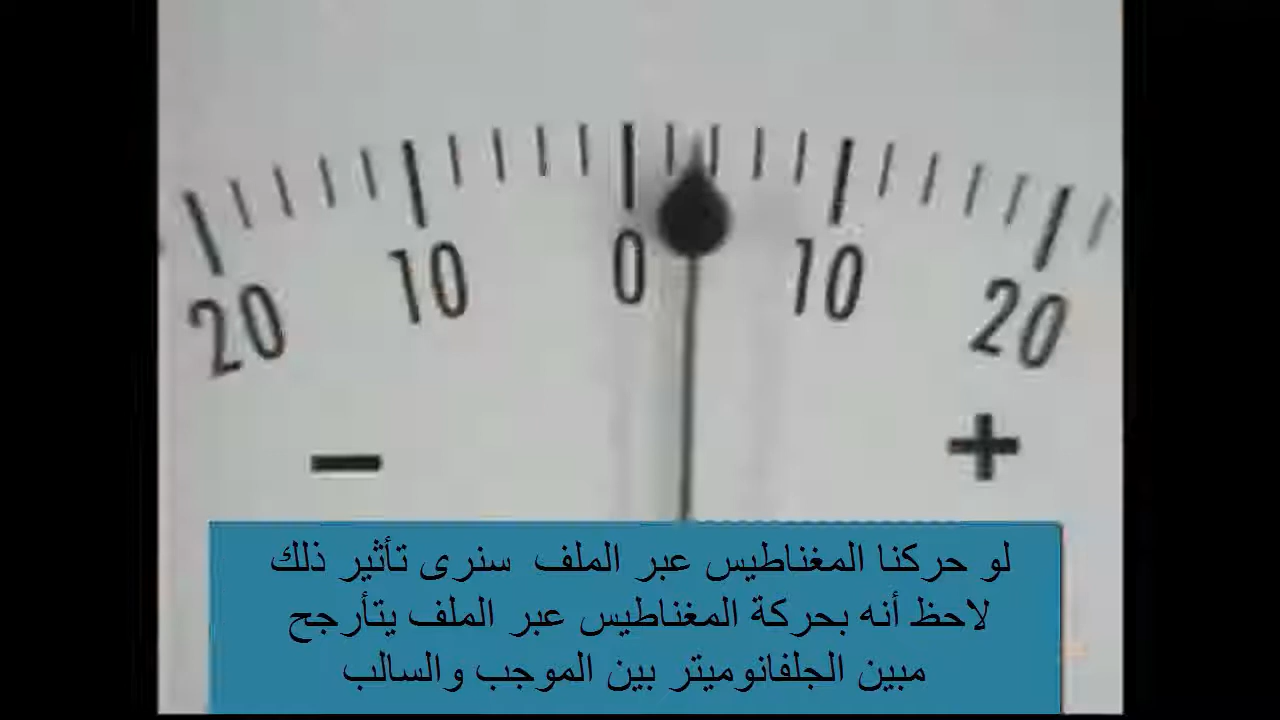 20 10 0 10 20
− +
لو حركنا المغناطيس عبر الملف سنرى تأثير ذلك
لاحظ أنه بحركة المغناطيس عبر الملف يتأرجح
مبين الجلفانوميتر بين الموجب والسالب